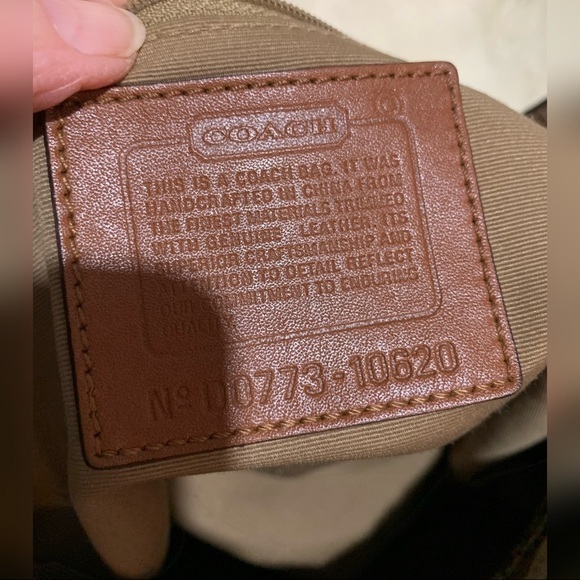 COACH
THIS IS A COACH BAG. IT WAS
HANDCRAFTED IN CHINA FROM
THE FINEST MATERIALS TRIMMED
WITH GENUINE LEATHER. ITS
SUPERIOR CRAFTSMANSHIP AND
ATTENTION TO DETAIL REFLECT
OUR COMMITMENT TO ENDURING
QUALITY.
Nº D0773-10620